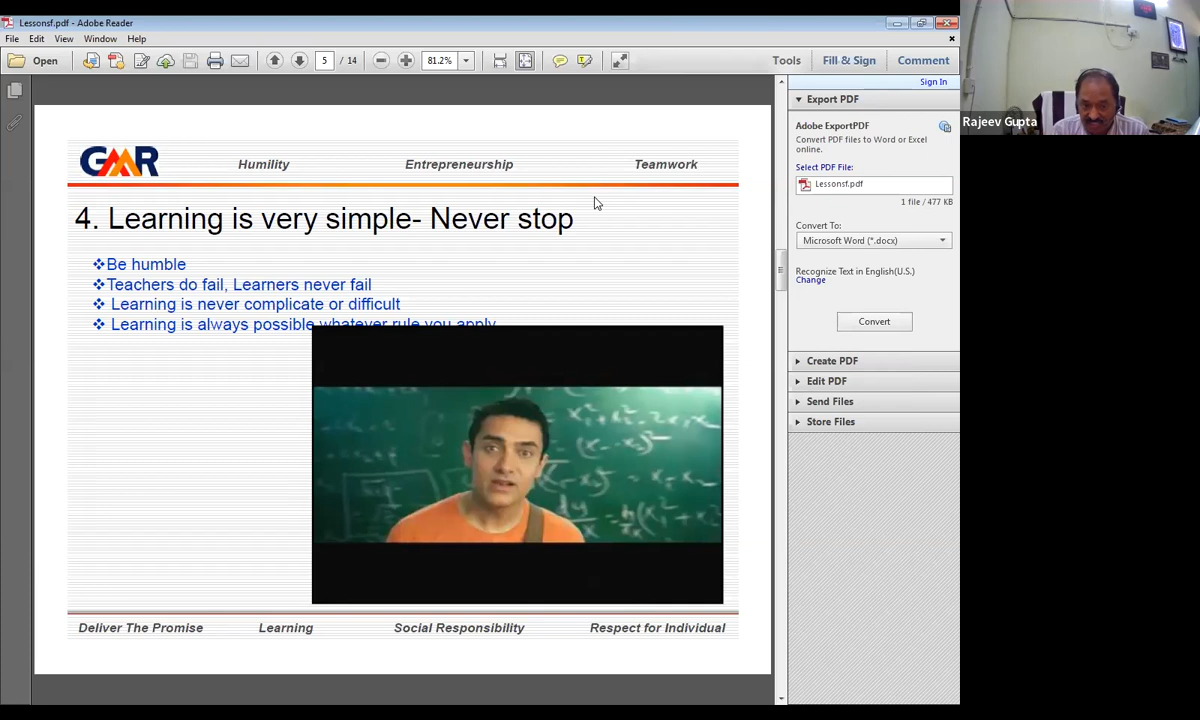 Lessonsf.pdf - Adobe Reader
File Edit View Window Help
Open 5 / 14 81.2% Tools Fill & Sign Comment
Sign In
Export PDF
Adobe ExportPDF
Convert PDF files to Word or Excel
online.
Select PDF File:
Lessonsf.pdf
1 file / 477 KB
Convert To:
Microsoft Word (*.docx)
Recognize Text in English(U.S.)
Change
Convert
Create PDF
Edit PDF
Send Files
Store Files
GMR Humility Entrepreneurship Teamwork
4. Learning is very simple- Never stop
❖Be humble
❖Teachers do fail, Learners never fail
❖ Learning is never complicate or difficult
❖ Learning is always possible whatever rule you apply
Deliver The Promise Learning Social Responsibility Respect for Individual
Rajeev Gupta